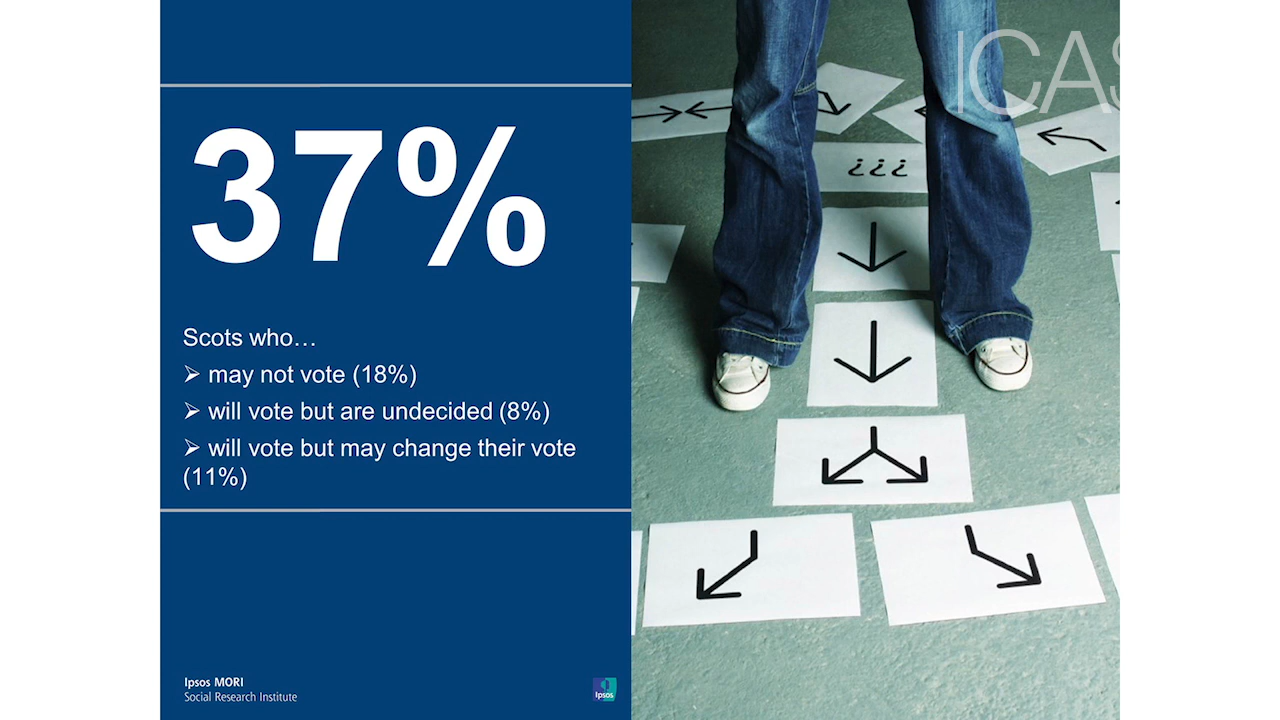 37%
Scots who…
➢ may not vote (18%)
➢ will vote but are undecided (8%)
➢ will vote but may change their vote
(11%)
Ipsos MORI
Social Research Institute
Ipsos
ICAS
¿¿¿